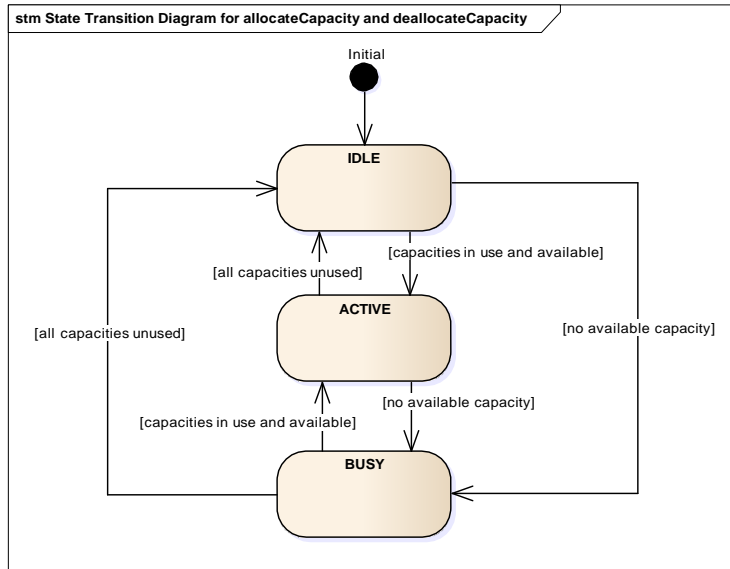 stm State Transition Diagram for allocateCapacity and deallocateCapacity
Initial
IDLE
[capacities in use and available]
[all capacities unused]
ACTIVE
[no available capacity]
[all capacities unused]
[no available capacity]
[capacities in use and available]
BUSY